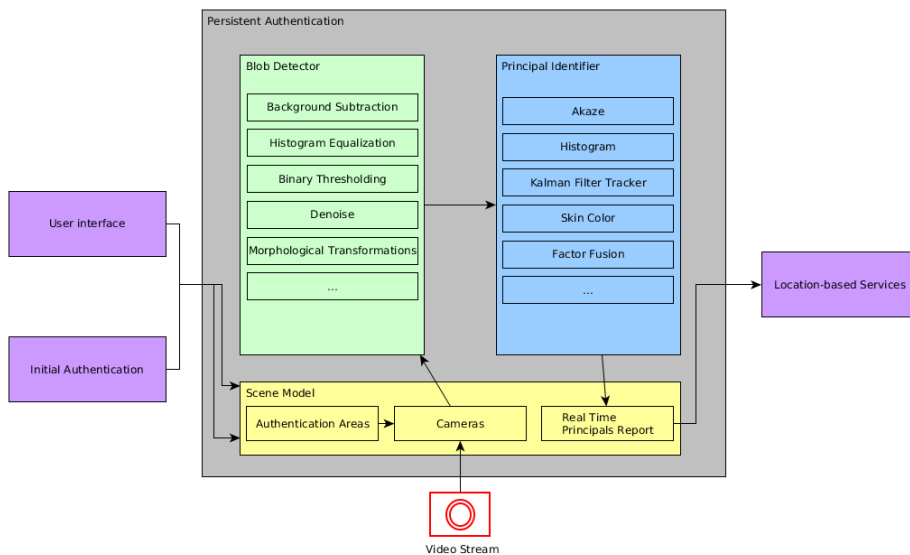 Persistent Authentication
Blob Detector
Background Subtraction
Histogram Equalization
Binary Thresholding
Denoise
Morphological Transformations
...
Principal Identifier
Akaze
Histogram
Kalman Filter Tracker
Skin Color
Factor Fusion
...
User interface
Initial Authentication
Location-based Services
Scene Model
Authentication Areas
Cameras
Real Time
Principals Report
Video Stream